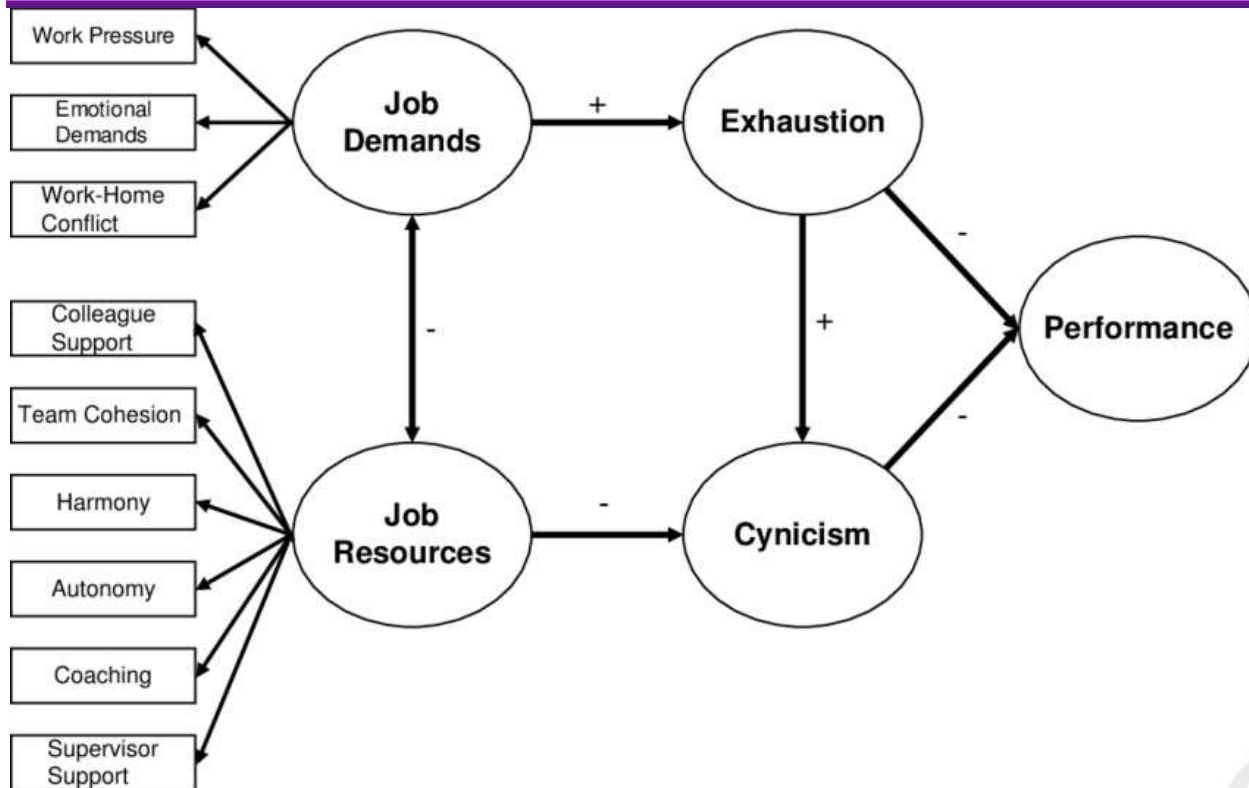 Work Pressure
Emotional
Demands
Work-Home
Conflict
Colleague
Support
Team Cohesion
Harmony
Autonomy
Coaching
Supervisor
Support
Job
Demands
+
Exhaustion
-
+
-
Performance
-
Job
Resources
-
Cynicism